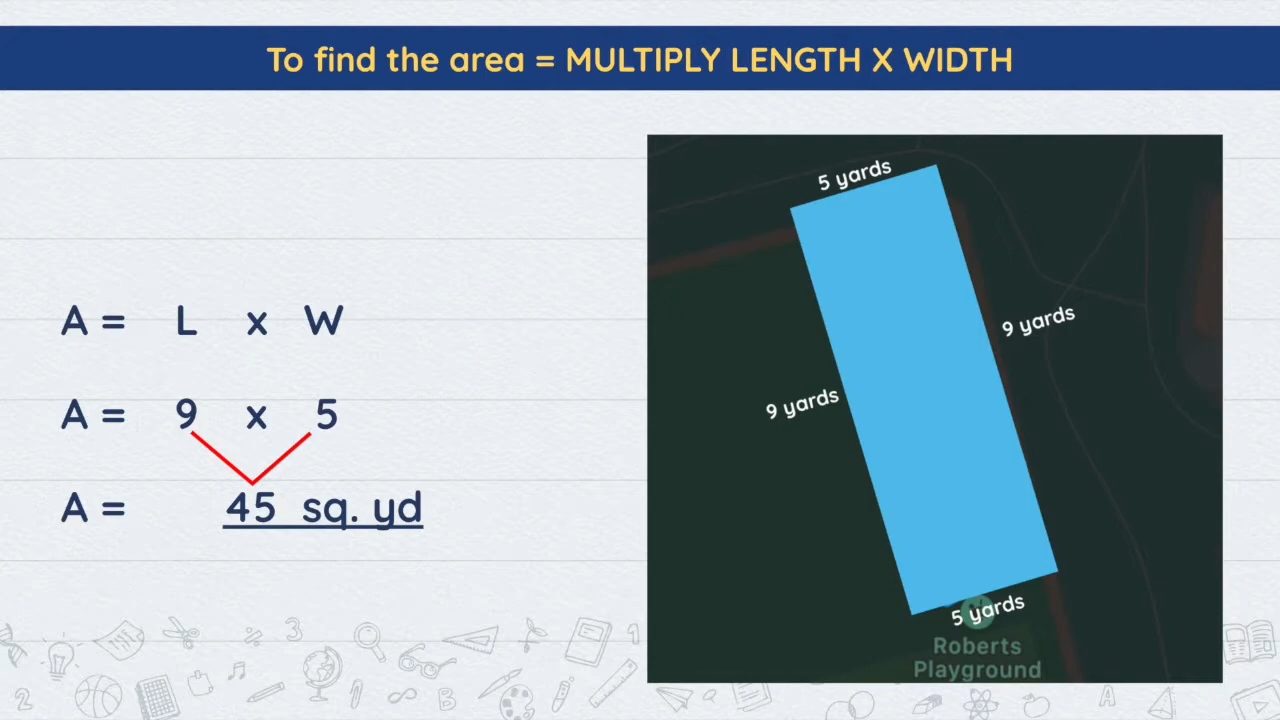 To find the area = MULTIPLY LENGTH X WIDTH
A = L x W
A = 9 x 5
A = 45 sq. yd
5 yards
9 yards
9 yards
5 yards
Roberts
Playground